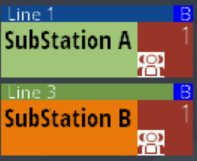 Line 1 B
SubStation A 1
Line 3 B
SubStation B 1